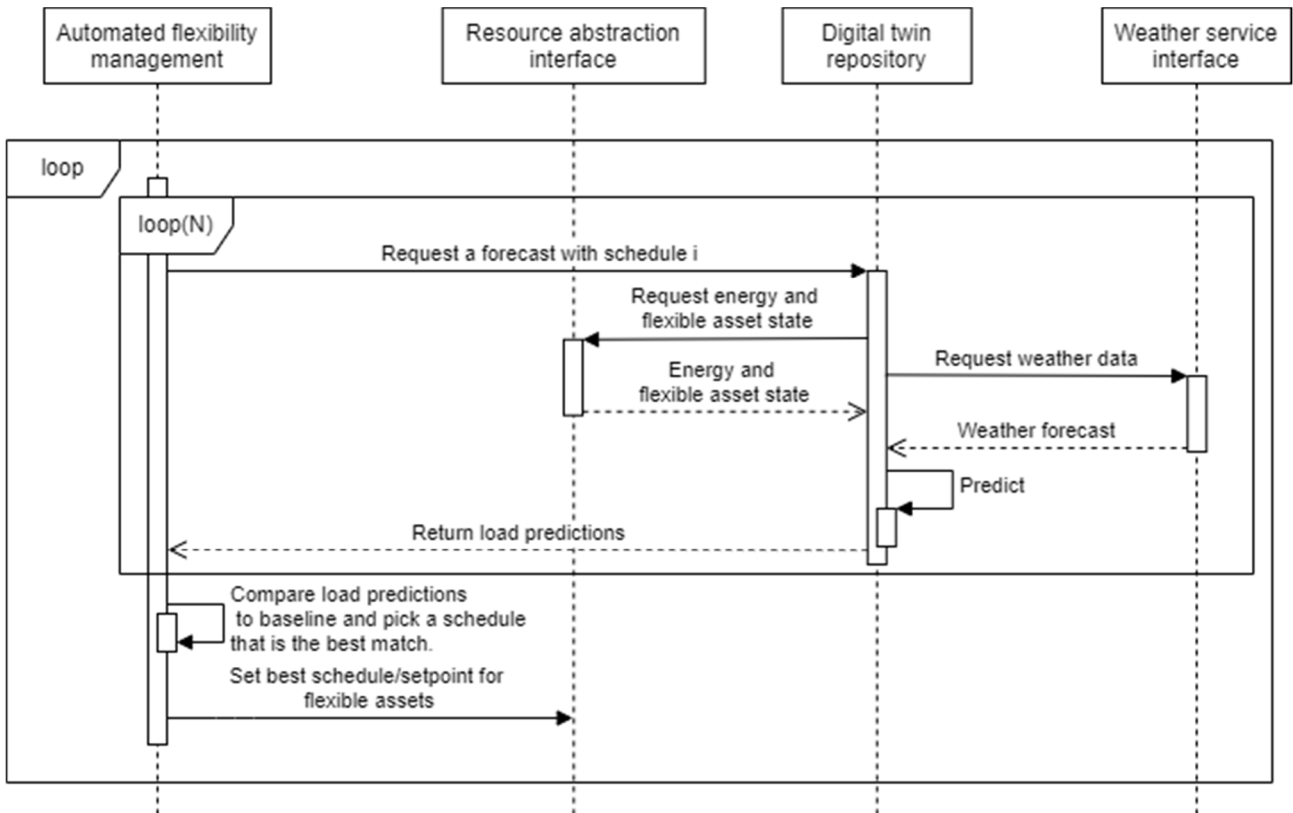 Automated flexibility
management
Resource abstraction
interface
Digital twin
repository
Weather service
interface
loop
loop(N)
Request a forecast with schedule i
Request energy and
flexible asset state
Request weather data
Energy and
flexible asset state
Weather forecast
Predict
Return load predictions
Compare load predictions
to baseline and pick a schedule
that is the best match.
Set best schedule/setpoint for
flexible assets